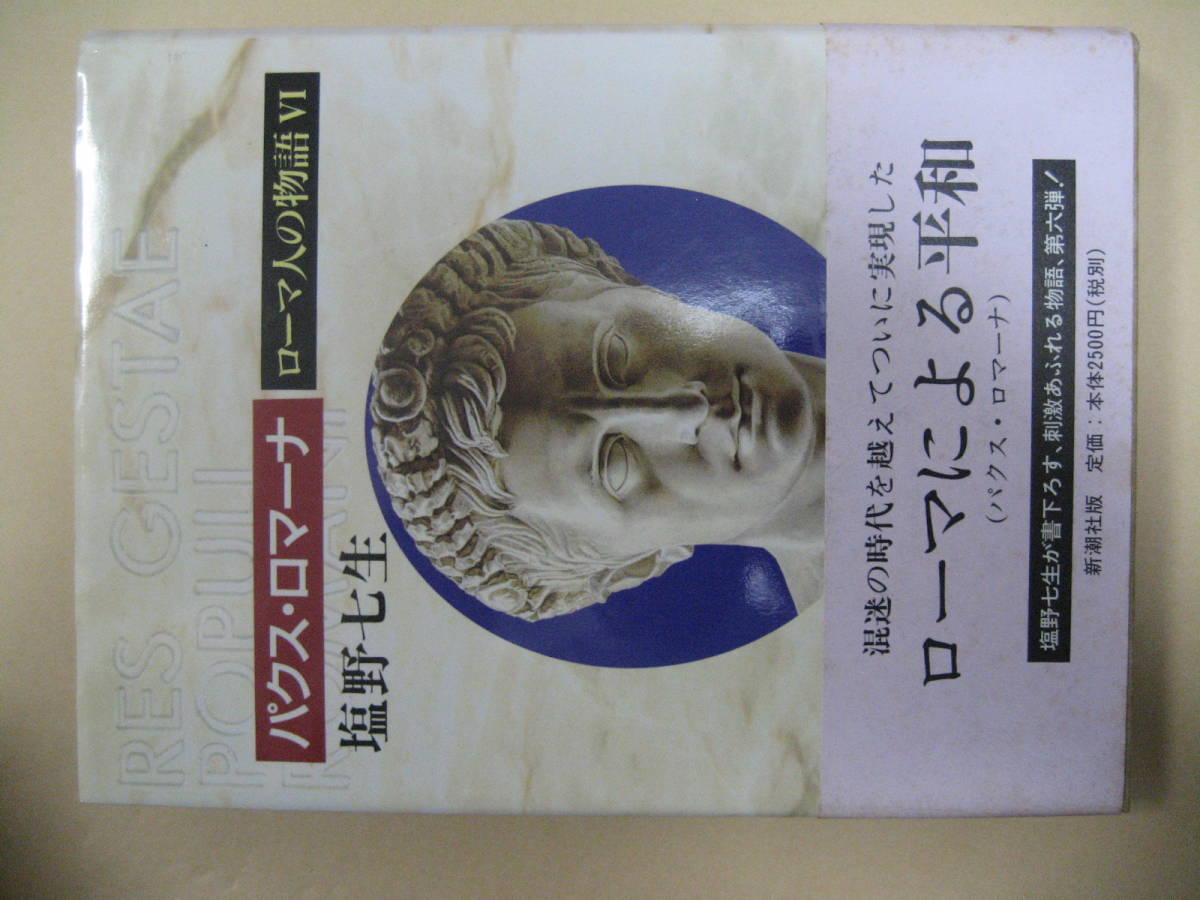 RES GESTAE
POPULI
ROMANI
パクス・ロマーナ ローマ人の物語 VI
塩野七生
混迷の時代を越えてついに実現した
ローマによる平和
(パクス・ロマーナ)
塩野七生が書下ろす、刺激あふれる物語、第六弾!
新潮社版 定価:本体2500円(税別)